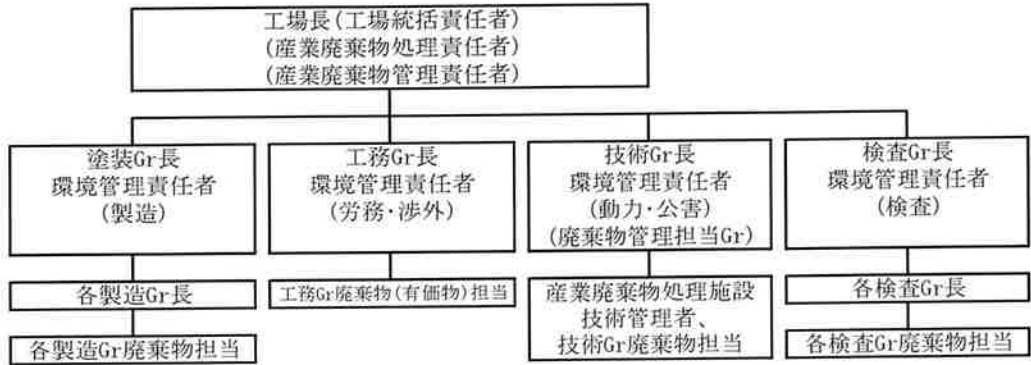 工場長(工場統括責任者)
(産業廃棄物処理責任者)
(産業廃棄物管理責任者)
塗装Gr長
環境管理責任者
(製造)
工務Gr長
環境管理責任者
(労務・渉外)
技術Gr長
環境管理責任者
(動力・公害)
(廃棄物管理担当Gr)
検査Gr長
環境管理責任者
(検査)
各製造Gr長
工務Gr廃棄物(有価物)担当
産業廃棄物処理施設
技術管理者、
技術Gr廃棄物担当
各検査Gr長
各製造Gr廃棄物担当
各検査Gr廃棄物担当